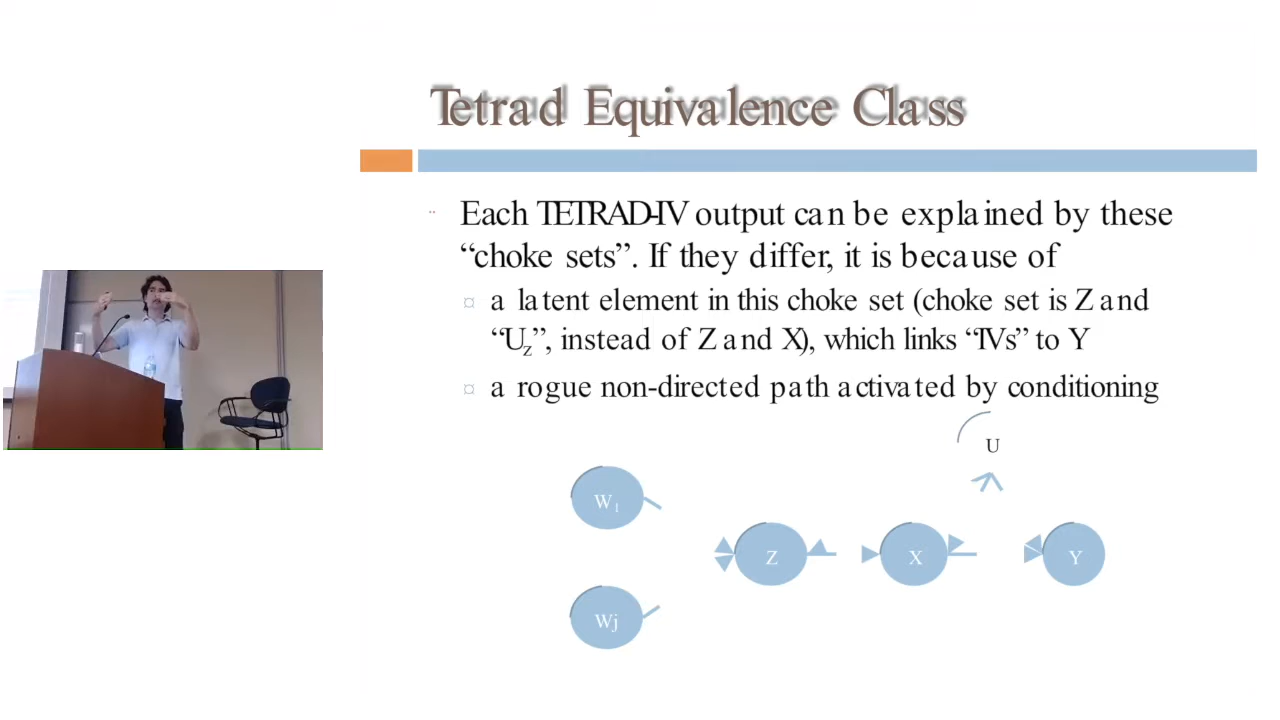 Tetrad Equivalence Class
Each TETRAD-IV output can be explained by these
“choke sets”. If they differ, it is because of
a latent element in this choke set (choke set is Z and
“Uz”, instead of Z and X), which links “IVs” to Y
a rogue non-directed path activated by conditioning
U
W1
Z
X
Y
Wj